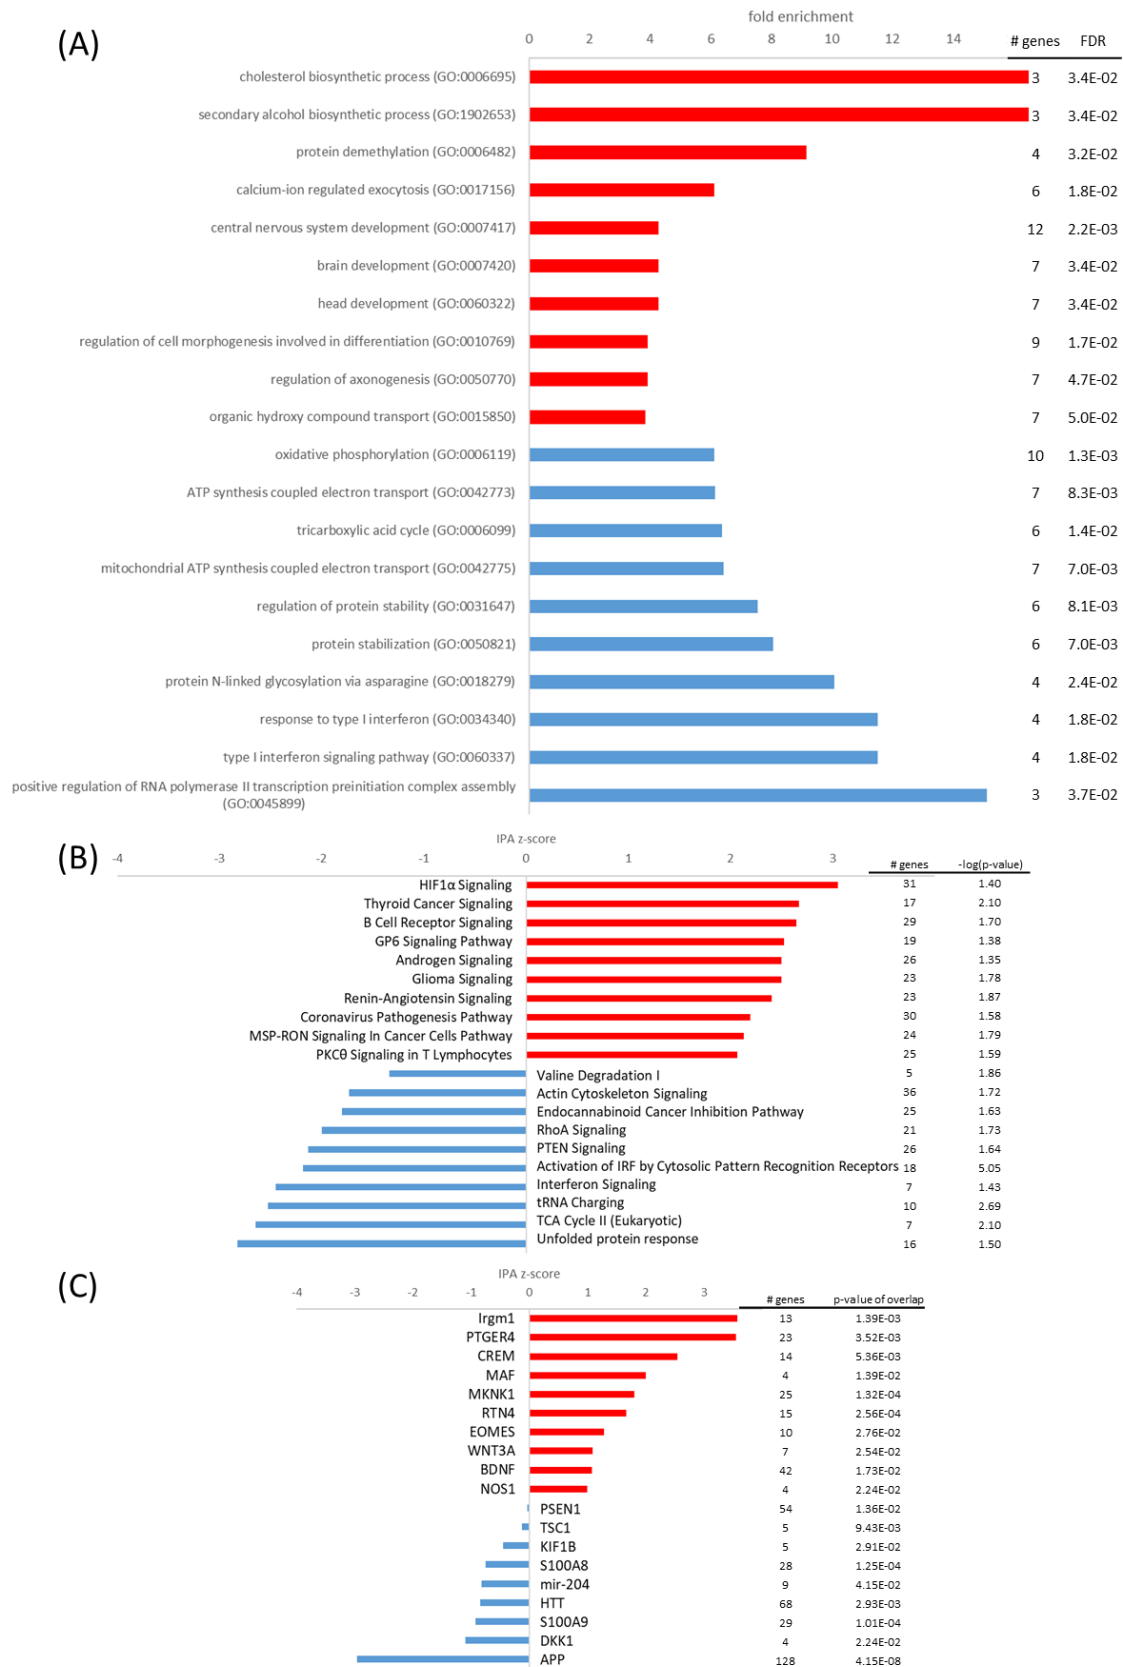 (A)
fold enrichment
0 2 4 6 8 10 12 14 # genes FDR
cholesterol biosynthetic process (GO:0006695) 3 3.4E-02
secondary alcohol biosynthetic process (GO:1902653) 3 3.4E-02
protein demethylation (GO:0006482) 4 3.2E-02
calcium-ion regulated exocytosis (GO:0017156) 6 1.8E-02
central nervous system development (GO:0007417) 12 2.2E-03
brain development (GO:0007420) 7 3.4E-02
head development (GO:0060322) 7 3.4E-02
regulation of cell morphogenesis involved in differentiation (GO:0010769) 9 1.7E-02
regulation of axonogenesis (GO:0050770) 7 4.7E-02
organic hydroxy compound transport (GO:0015850) 7 5.0E-02
oxidative phosphorylation (GO:0006119) 10 1.3E-03
ATP synthesis coupled electron transport (GO:0042773) 7 8.3E-03
tricarboxylic acid cycle (GO:0006099) 6 1.4E-02
mitochondrial ATP synthesis coupled electron transport (GO:0042775) 7 7.0E-03
regulation of protein stability (GO:0031647) 6 8.1E-03
protein stabilization (GO:0050821) 6 7.0E-03
protein N-linked glycosylation via asparagine (GO:0018279) 4 2.4E-02
response to type I interferon (GO:0034340) 4 1.8E-02
type I interferon signaling pathway (GO:0060337) 4 1.8E-02
positive regulation of RNA polymerase II transcription preinitiation complex assembly
(GO:0045899) 3 3.7E-02
(B)
IPA z-score
-4 -3 -2 -1 0 1 2 3 # genes -log(p-value)
HIF1α Signaling 31 1.40
Thyroid Cancer Signaling 17 2.10
B Cell Receptor Signaling 29 1.70
GP6 Signaling Pathway 19 1.38
Androgen Signaling 26 1.35
Glioma Signaling 23 1.78
Renin-Angiotensin Signaling 23 1.87
Coronavirus Pathogenesis Pathway 30 1.58
MSP-RON Signaling In Cancer Cells Pathway 24 1.79
PKCθ Signaling in T Lymphocytes 25 1.59
Valine Degradation I 5 1.86
Actin Cytoskeleton Signaling 36 1.72
Endocannabinoid Cancer Inhibition Pathway 25 1.63
RhoA Signaling 21 1.73
PTEN Signaling 26 1.64
Activation of IRF by Cytosolic Pattern Recognition Receptors 18 5.05
Interferon Signaling 7 1.43
tRNA Charging 10 2.69
TCA Cycle II (Eukaryotic) 7 2.10
Unfolded protein response 16 1.50
(C)
IPA z-score
-4 -3 -2 -1 0 1 2 3 # genes p-value of overlap
Irgm1 13 1.39E-03
PTGER4 23 3.52E-03
CREM 14 5.36E-03
MAF 4 1.39E-02
MKNK1 25 1.32E-04
RTN4 15 2.56E-04
EOMES 10 2.76E-02
WNT3A 7 2.54E-02
BDNF 42 1.73E-02
NOS1 4 2.24E-02
PSEN1 54 1.36E-02
TSC1 5 9.43E-03
KIF1B 5 2.91E-02
S100A8 28 1.25E-04
mir-204 9 4.15E-02
HTT 68 2.93E-03
S100A9 29 1.01E-04
DKK1 4 2.24E-02
APP 128 4.15E-08